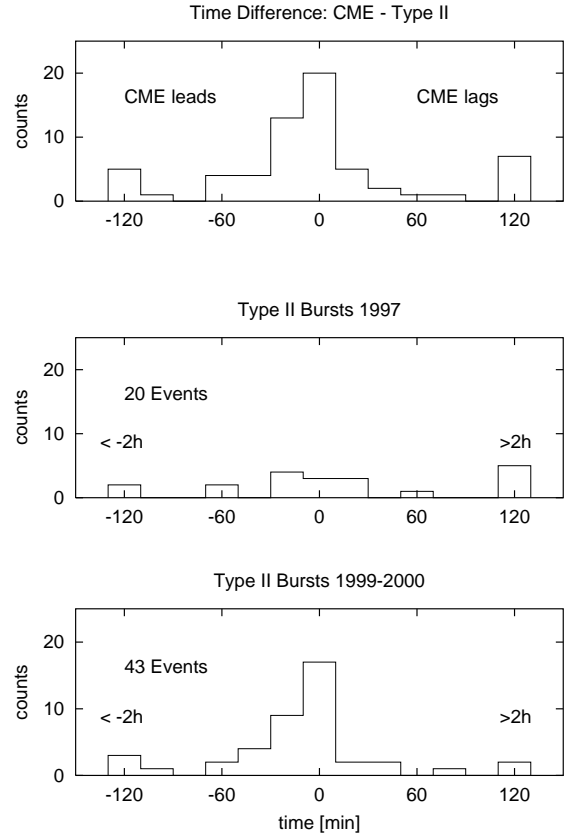 Time Difference: CME - Type II
20
CME leads
CME lags
counts
10
0
-120
-60
0
60
120
Type II Bursts 1997
20
20 Events
counts
10
< -2h
>2h
0
-120
-60
0
60
120
Type II Bursts 1999-2000
20
43 Events
counts
10
< -2h
>2h
0
-120
-60
0
60
120
time [min]